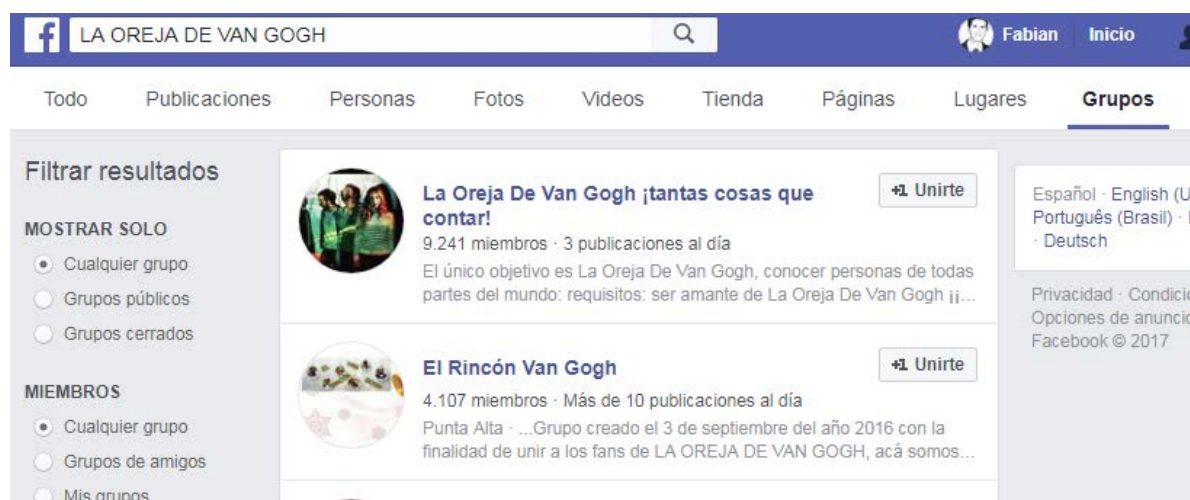 f LA OREJA DE VAN GOGH Fabian Inicio
Todo Publicaciones Personas Fotos Videos Tienda Páginas Lugares Grupos
Filtrar resultados
MOSTRAR SOLO
Cualquier grupo
Grupos públicos
Grupos cerrados
MIEMBROS
Cualquier grupo
Grupos de amigos
Mis grupos
La Oreja De Van Gogh ¡tantas cosas que
contar!
+1 Unirte
9.241 miembros · 3 publicaciones al día
El único objetivo es La Oreja De Van Gogh, conocer personas de todas
partes del mundo: requisitos: ser amante de La Oreja De Van Gogh ¡¡...
El Rincón Van Gogh
+1 Unirte
4.107 miembros · Más de 10 publicaciones al día
Punta Alta · ...Grupo creado el 3 de septiembre del año 2016 con la
finalidad de unir a los fans de LA OREJA DE VAN GOGH, acá somos...
Español · English (U
Português (Brasil) ·
· Deutsch
Privacidad · Condici
Opciones de anunci
Facebook © 2017